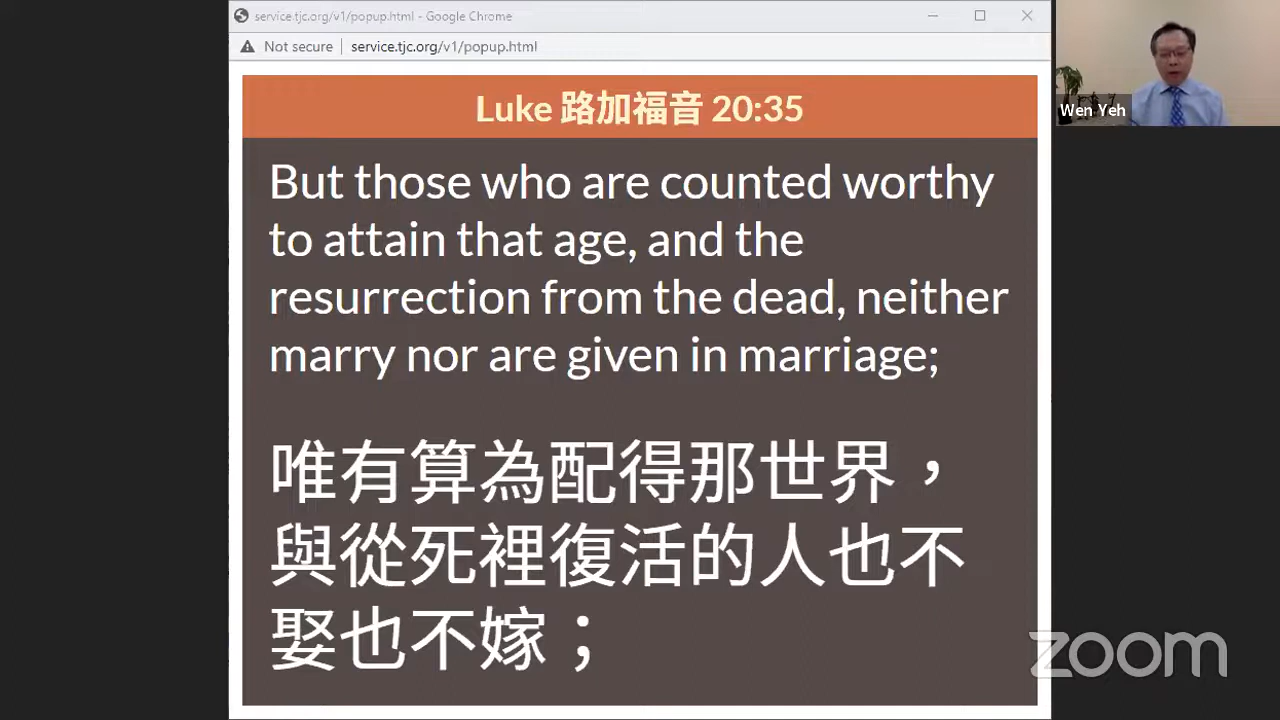 service.tjc.org/v1/popup.html - Google Chrome
Not secure service.tjc.org/v1/popup.html
Wen Yeh
Luke 路加福音 20:35
But those who are counted worthy
to attain that age, and the
resurrection from the dead, neither
marry nor are given in marriage;
唯有算為配得那世界，
與從死裡復活的人也不
娶也不嫁；
zoom